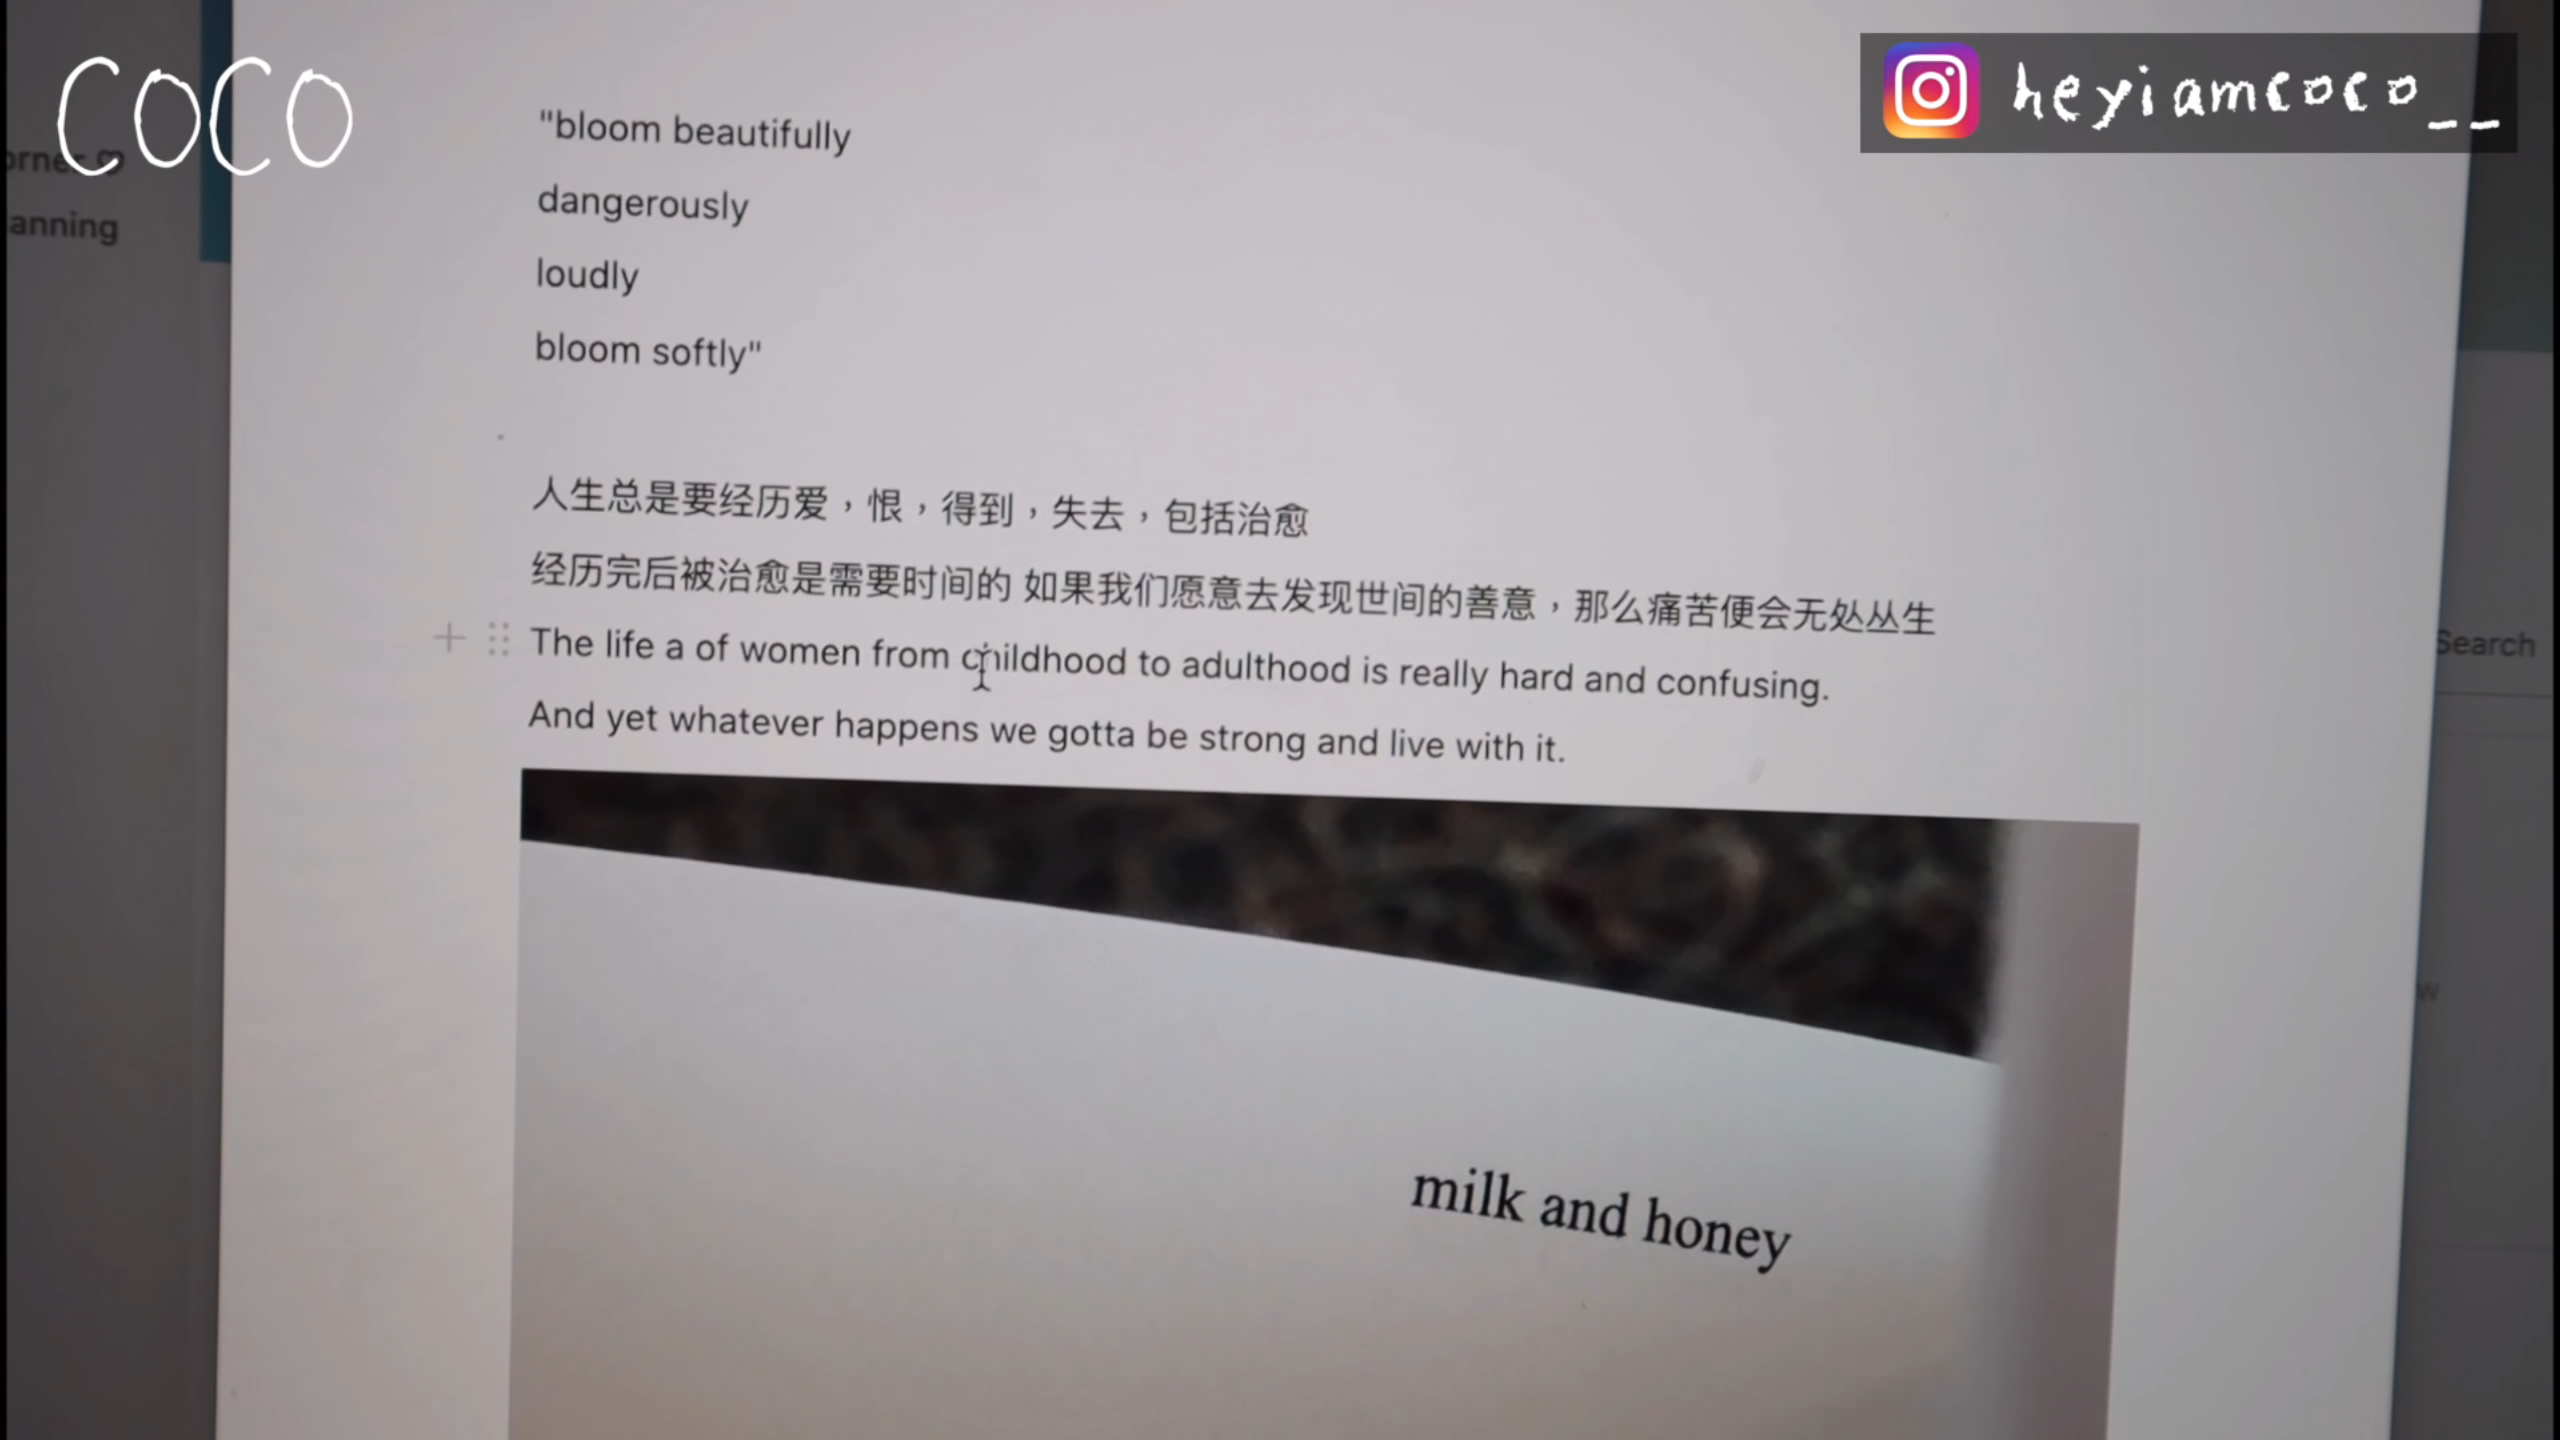 COCO
heyiamcoco__
orner ♡
anning
"bloom beautifully
dangerously
loudly
bloom softly"
人生总是要经历爱，恨，得到，失去，包括治愈
经历完后被治愈是需要时间的 如果我们愿意去发现世间的善意，那么痛苦便会无处丛生
The life a of women from childhood to adulthood is really hard and confusing.
And yet whatever happens we gotta be strong and live with it.
Search
w
milk and honey